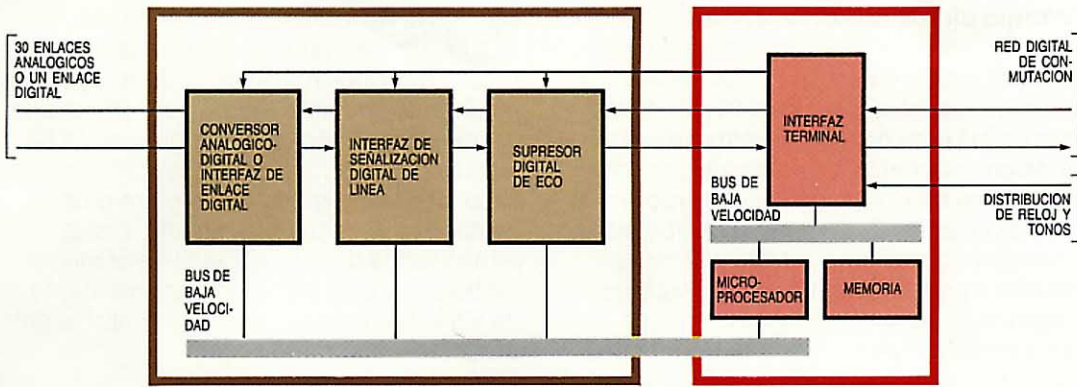 30 ENLACES
ANALOGICOS
O UN ENLACE
DIGITAL
CONVERSOR
ANALOGICO-
DIGITAL O
INTERFAZ DE
ENLACE
DIGITAL
INTERFAZ DE
SEÑALIZACION
DIGITAL DE
LINEA
SUPRESOR
DIGITAL
DE ECO
BUS DE
BAJA
VELOCI-
DAD
INTERFAZ
TERMINAL
BUS DE
BAJA
VELOCIDAD
MICRO-
PROCESADOR
MEMORIA
RED DIGITAL
DE CON-
MUTACION
DISTRIBUCION
DE RELOJ Y
TONOS